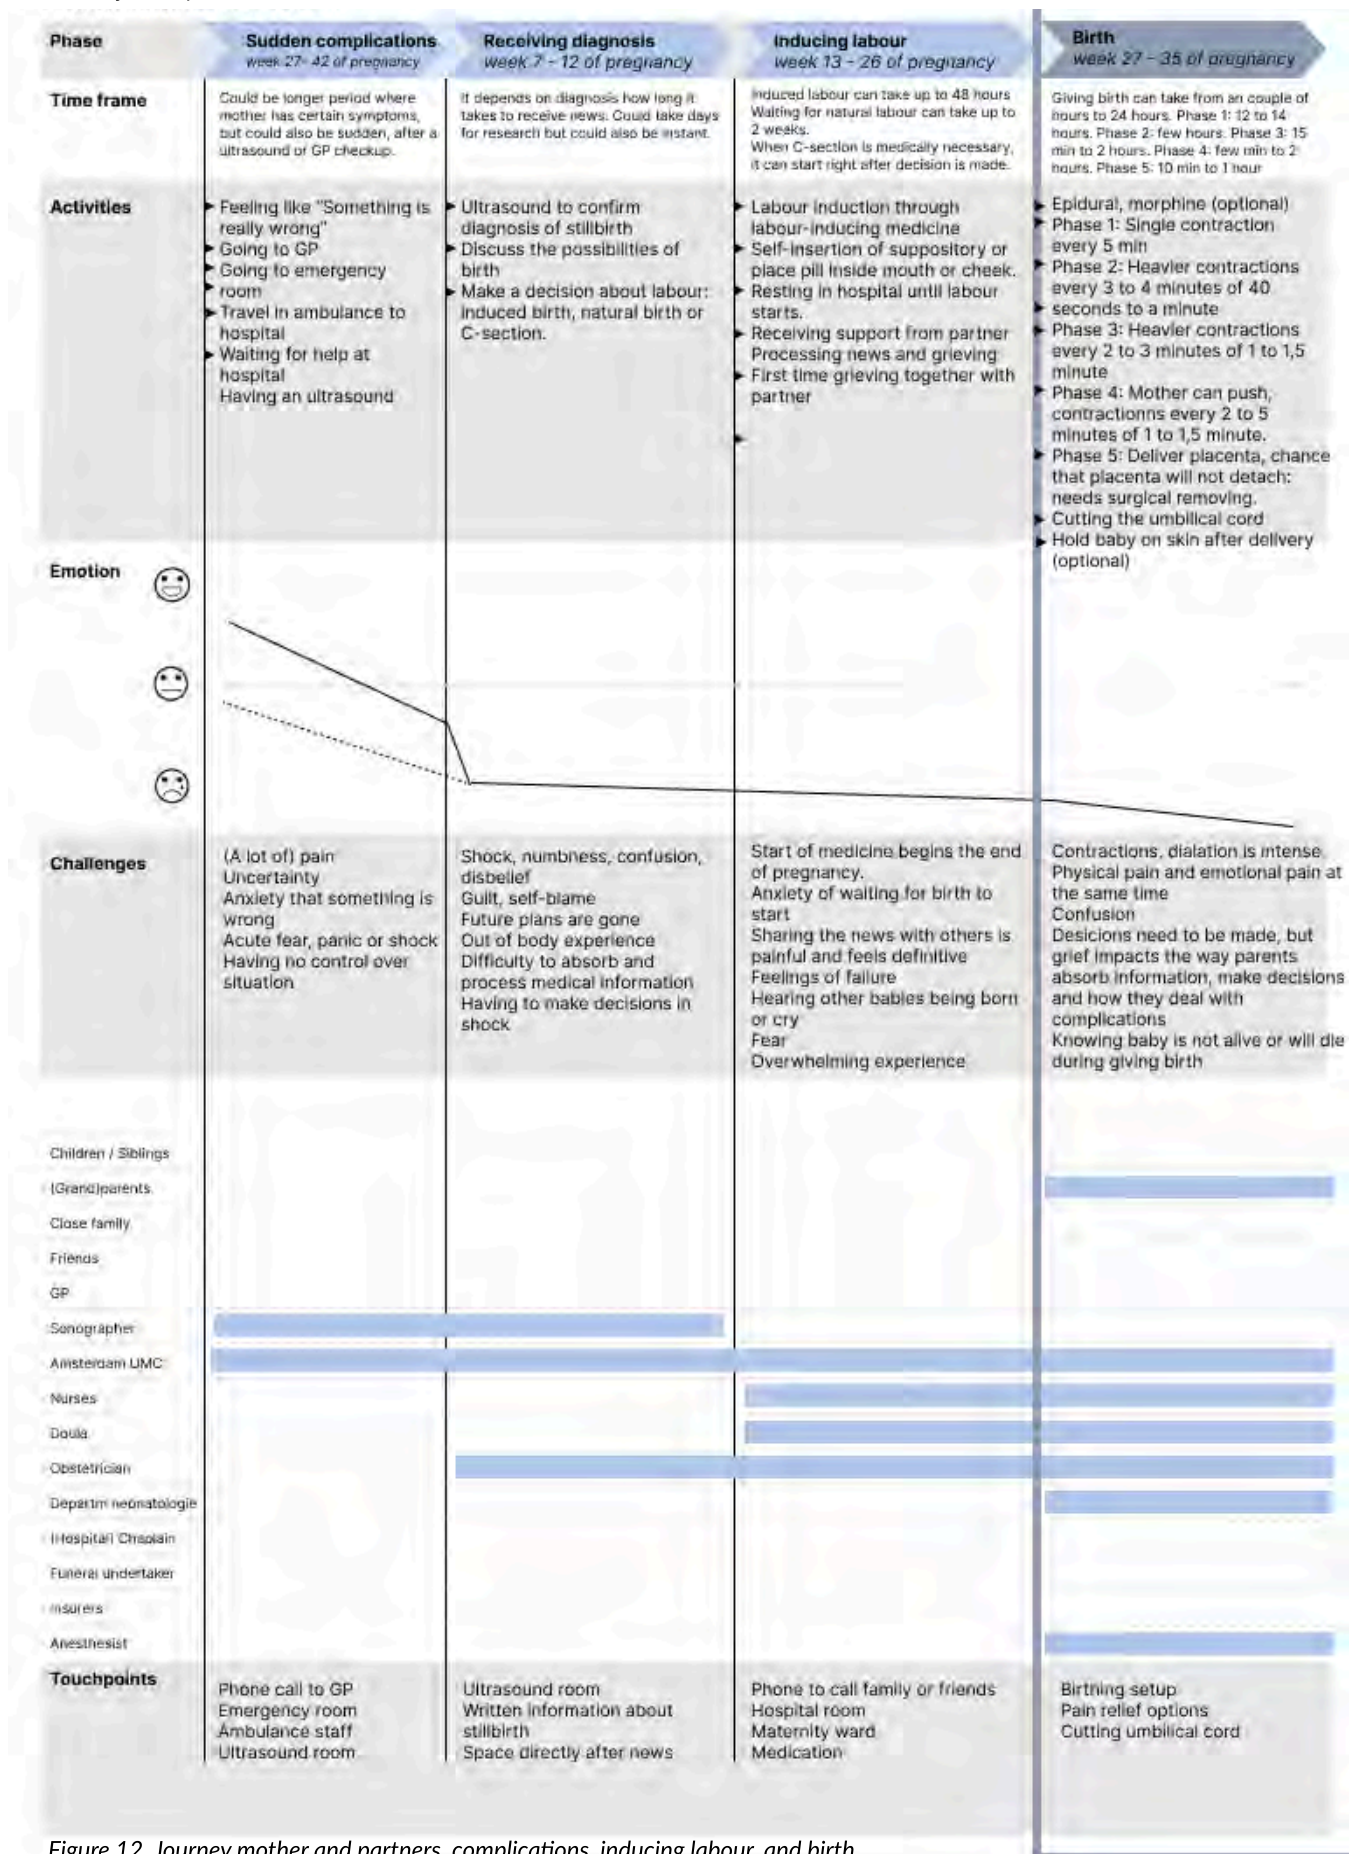 Phase
Sudden complications
week 27- 42 of pregnancy
Receiving diagnosis
week 7 - 12 of pregnancy
Inducing labour
week 13 - 26 of pregnancy
Birth
week 27 - 35 of pregnancy
Time frame
Could be longer period where
mother has certain symptoms,
but could also be sudden, after a
ultrasound or GP checkup.
It depends on diagnosis how long it
takes to receive news. Could take days
for research but could also be instant.
Induced labour can take up to 48 hours
Waiting for natural labour can take up to
2 weeks.
When C-section is medically necessary,
it can start right after decision is made.
Giving birth can take from an couple of
hours to 24 hours. Phase 1: 12 to 14
hours. Phase 2: few hours. Phase 3: 15
min to 2 hours. Phase 4: few min to 2
hours. Phase 5: 10 min to 1 hour
Activities
Feeling like "Something is
really wrong"
Going to GP
Going to emergency
room
Travel in ambulance to
hospital
Waiting for help at
hospital
Having an ultrasound
Ultrasound to confirm
diagnosis of stillbirth
Discuss the possibilities of
birth
Make a decision about labour:
induced birth, natural birth or
C-section.
Labour induction through
labour-inducing medicine
Self-insertion of suppository or
place pill inside mouth or cheek.
Resting in hospital until labour
starts.
Receiving support from partner
Processing news and grieving
First time grieving together with
partner
Epidural, morphine (optional)
Phase 1: Single contraction
every 5 min
Phase 2: Heavier contractions
every 3 to 4 minutes of 40
seconds to a minute
Phase 3: Heavier contractions
every 2 to 3 minutes of 1 to 1,5
minute
Phase 4: Mother can push,
contractionns every 2 to 5
minutes of 1 to 1,5 minute.
Phase 5: Deliver placenta, chance
that placenta will not detach:
needs surgical removing.
Cutting the umbilical cord
Hold baby on skin after delivery
(optional)
Emotion
Challenges
(A lot of) pain
Uncertainty
Anxiety that something is
wrong
Acute fear, panic or shock
Having no control over
situation
Shock, numbness, confusion,
disbelief
Guilt, self-blame
Future plans are gone
Out of body experience
Difficulty to absorb and
process medical information
Having to make decisions in
shock
Start of medicine begins the end
of pregnancy.
Anxiety of waiting for birth to
start
Sharing the news with others is
painful and feels definitive
Feelings of failure
Hearing other babies being born
or cry
Fear
Overwhelming experience
Contractions, dialation is intense
Physical pain and emotional pain at
the same time
Confusion
Desicions need to be made, but
grief impacts the way parents
absorb information, make decisions
and how they deal with
complications
Knowing baby is not alive or will die
during giving birth
Children / Siblings
(Grand)parents
Close family
Friends
GP
Sonographer
Amsterdam UMC
Nurses
Doula
Obstetrician
Departm neonatologie
(Hospital) Chaplain
Funeral undertaker
Insurers
Anesthesist
Touchpoints
Phone call to GP
Emergency room
Ambulance staff
Ultrasound room
Ultrasound room
Written information about
stillbirth
Space directly after news
Phone to call family or friends
Hospital room
Maternity ward
Medication
Birthing setup
Pain relief options
Cutting umbilical cord
Figure 12. Journey mother and partners, complications, inducing labour, and birth